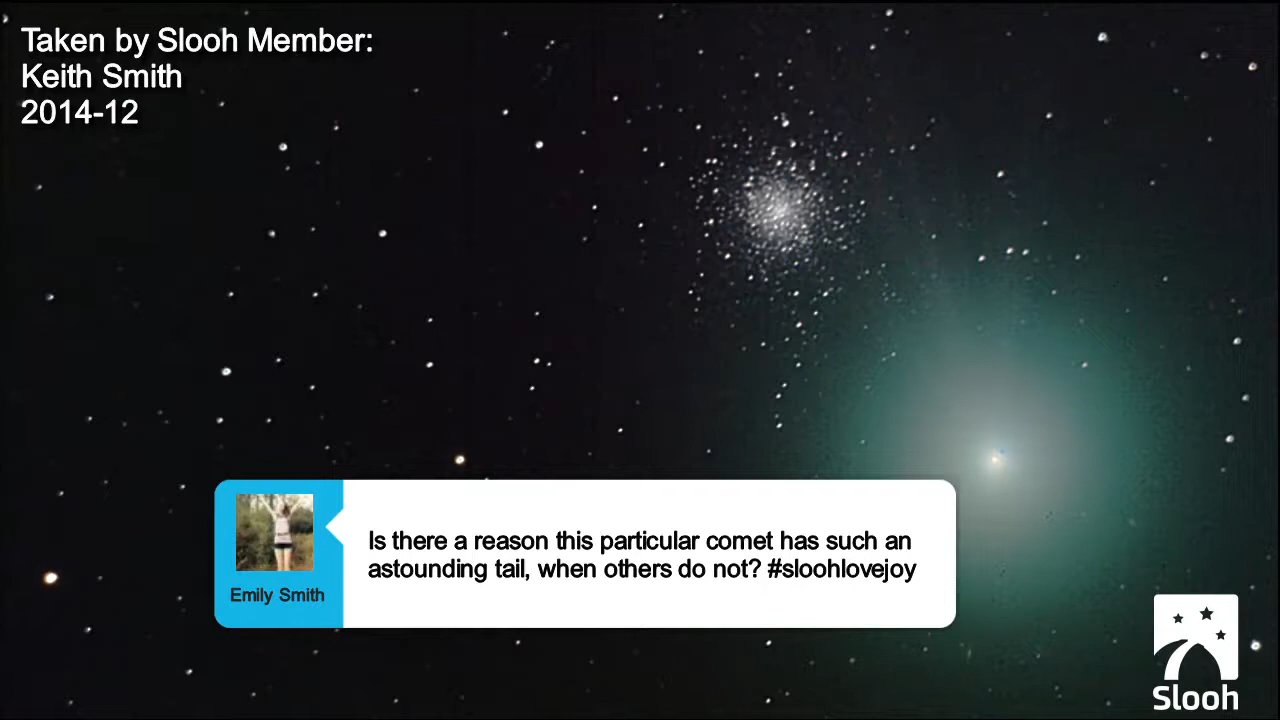 Taken by Slooh Member:
Keith Smith
2014-12
Is there a reason this particular comet has such an
astounding tail, when others do not? #sloohlovejoy
Emily Smith
Slooh